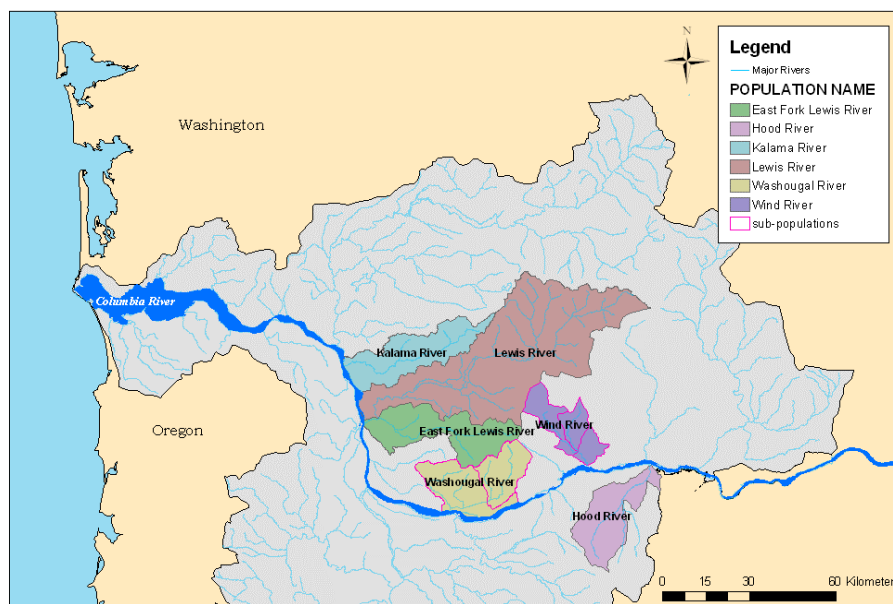 Washington
Columbia River
Oregon
Kalama River
Lewis River
East Fork Lewis River
Wind River
Washougal River
Hood River
N
Legend
Major Rivers
POPULATION NAME
East Fork Lewis River
Hood River
Kalama River
Lewis River
Washougal River
Wind River
sub-populations
0 15 30 60 Kilometer